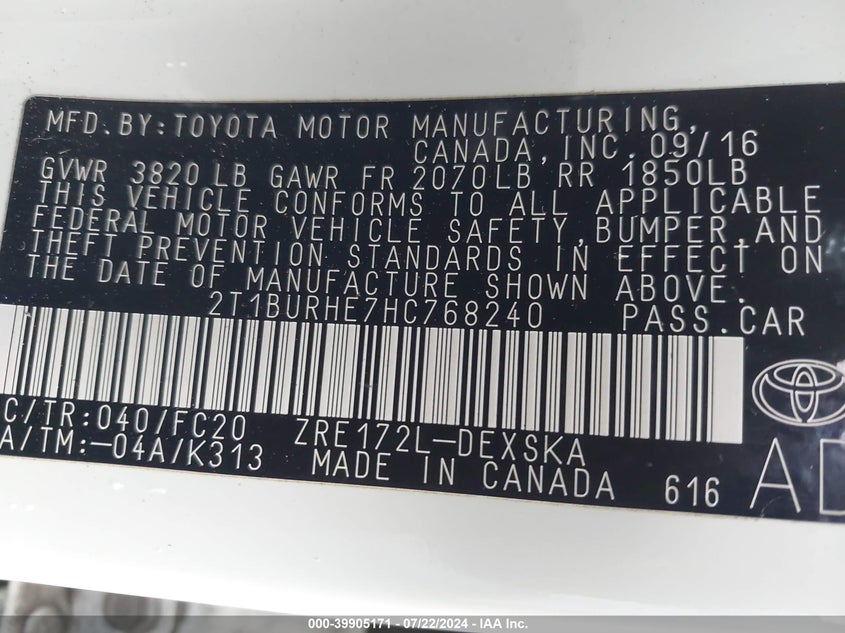 MFD.BY:TOYOTA MOTOR MANUFACTURING,
CANADA,INC.09/16
GVWR 3820LB GAWR FR 2070LB RR 1850LB
THIS VEHICLE CONFORMS TO ALL APPLICABLE
FEDERAL MOTOR VEHICLE SAFETY,BUMPER,AND
THEFT PREVENTION STANDARDS IN EFFECT ON
THE DATE OF MANUFACTURE SHOWN ABOVE.
2T1BURHE7HC768240 PASS.CAR
C/TR:040/FC20 ZRE172L-DEXSKA
A/TM:-04A/K313 MADE IN CANADA 616
000-39905171 - 07/22/2024 - IAA Inc.